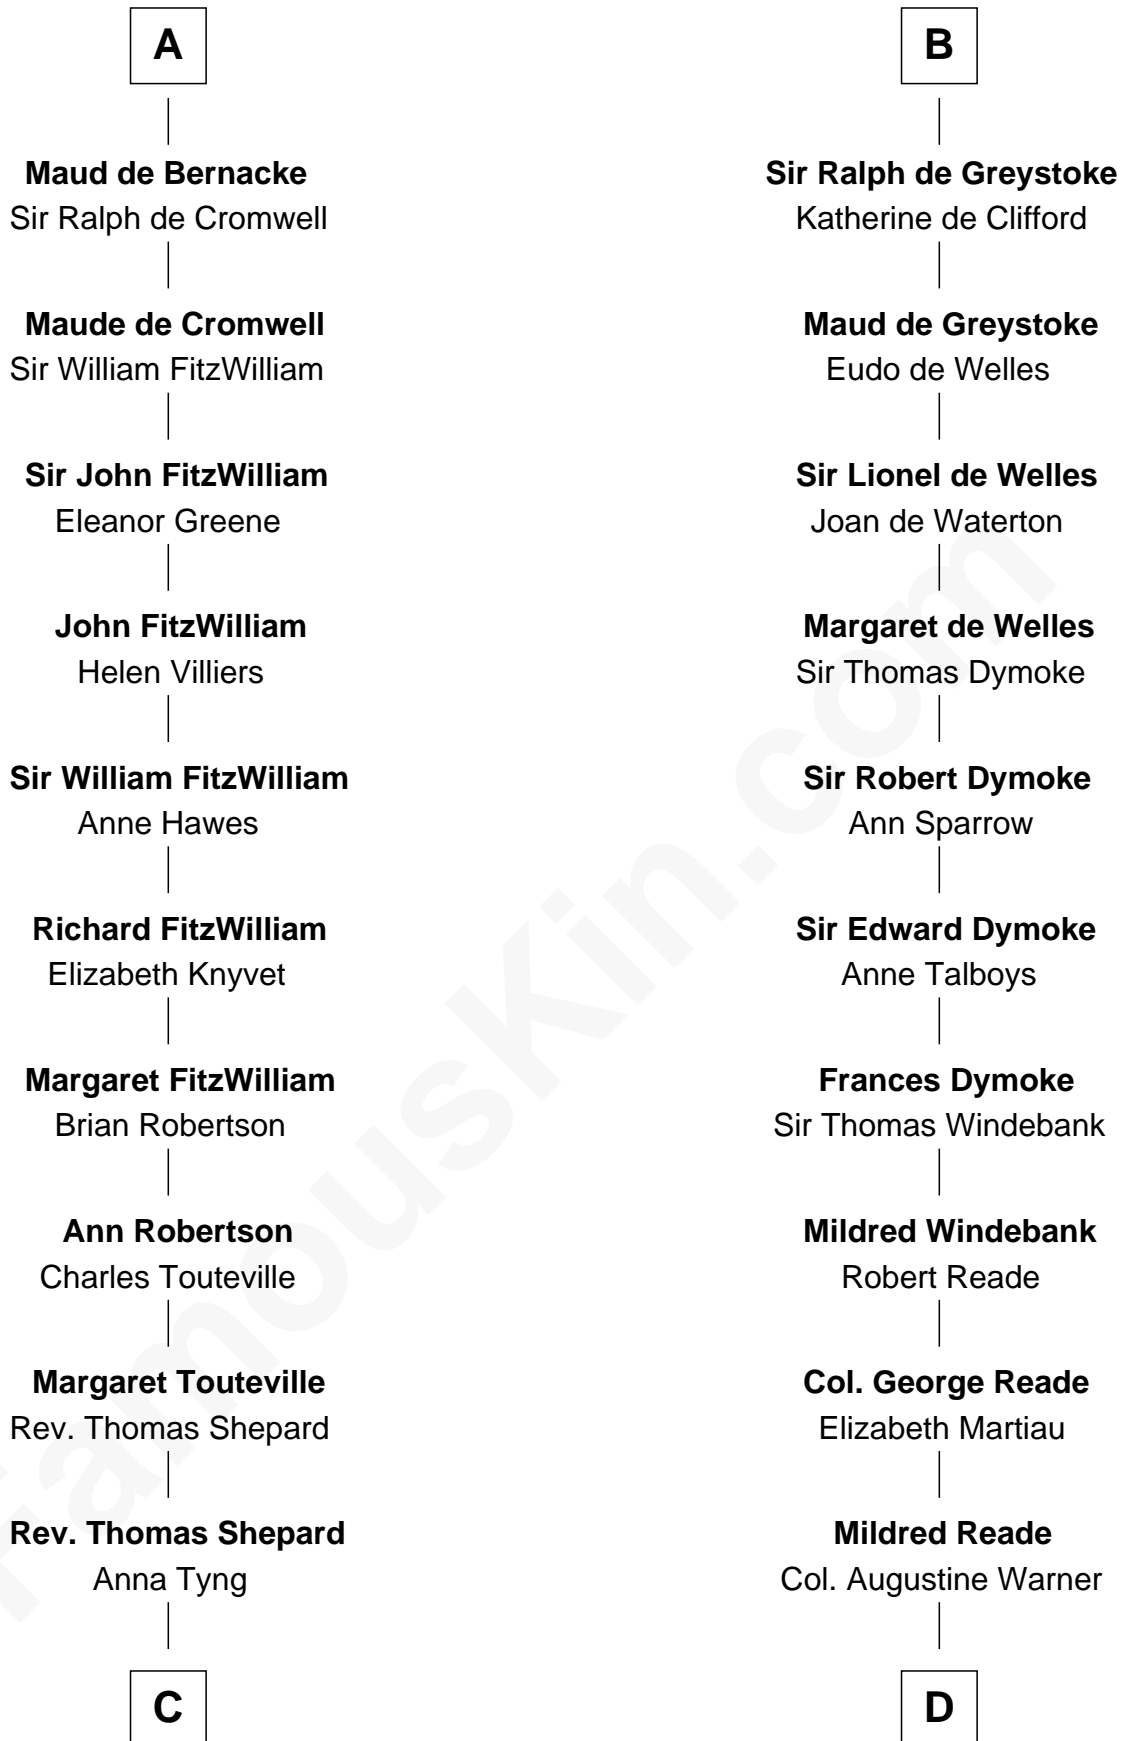 A
Maud de Bernacke
Sir Ralph de Cromwell
Maude de Cromwell
Sir William FitzWilliam
Sir John FitzWilliam
Eleanor Greene
John FitzWilliam
Helen Villiers
Sir William FitzWilliam
Anne Hawes
Richard FitzWilliam
Elizabeth Knyvet
Margaret FitzWilliam
Brian Robertson
Ann Robertson
Charles Touteville
Margaret Touteville
Rev. Thomas Shepard
Rev. Thomas Shepard
Anna Tyng
C
B
Sir Ralph de Greystoke
Katherine de Clifford
Maud de Greystoke
Eudo de Welles
Sir Lionel de Welles
Joan de Waterton
Margaret de Welles
Sir Thomas Dymoke
Sir Robert Dymoke
Ann Sparrow
Sir Edward Dymoke
Anne Talboys
Frances Dymoke
Sir Thomas Windebank
Mildred Windebank
Robert Reade
Col. George Reade
Elizabeth Martiau
Mildred Reade
Col. Augustine Warner
D
FamousKin.com